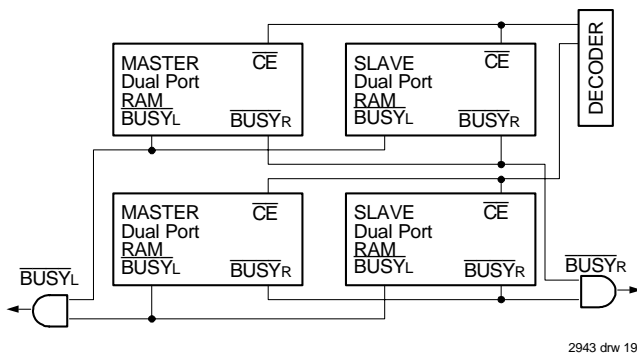 MASTER CE
Dual Port
RAM
BUSYL BUSYR
SLAVE CE
Dual Port
RAM
BUSYL BUSYR
DECODER
MASTER CE
Dual Port
RAM
BUSYL BUSYR
SLAVE CE
Dual Port
RAM
BUSYL BUSYR
BUSYL
BUSYR
2943 drw 19